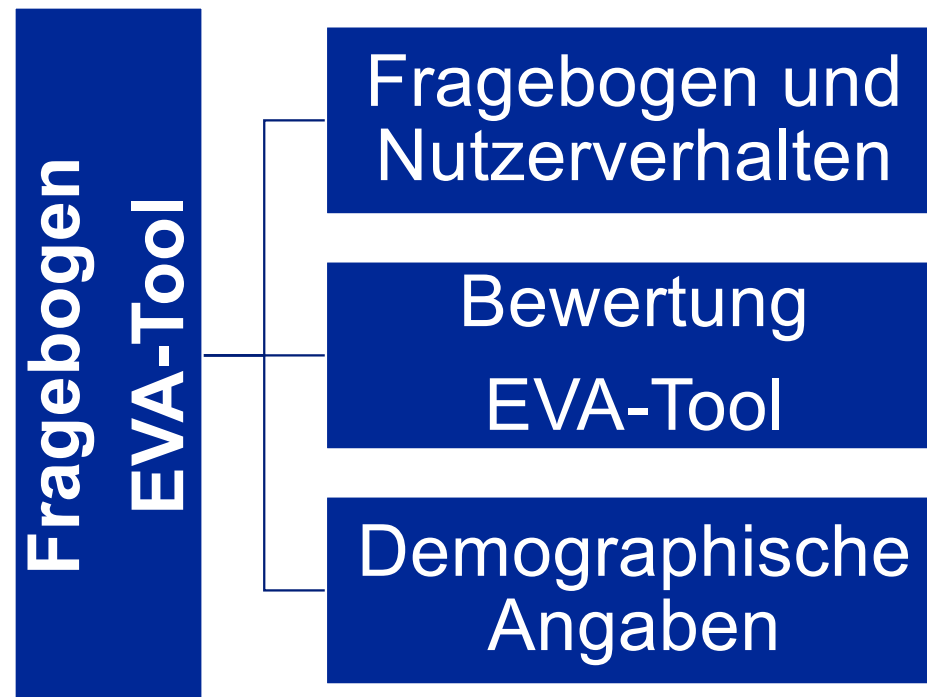 Fragebogen
EVA-Tool
Fragebogen und
Nutzerverhalten
Bewertung
EVA-Tool
Demographische
Angaben